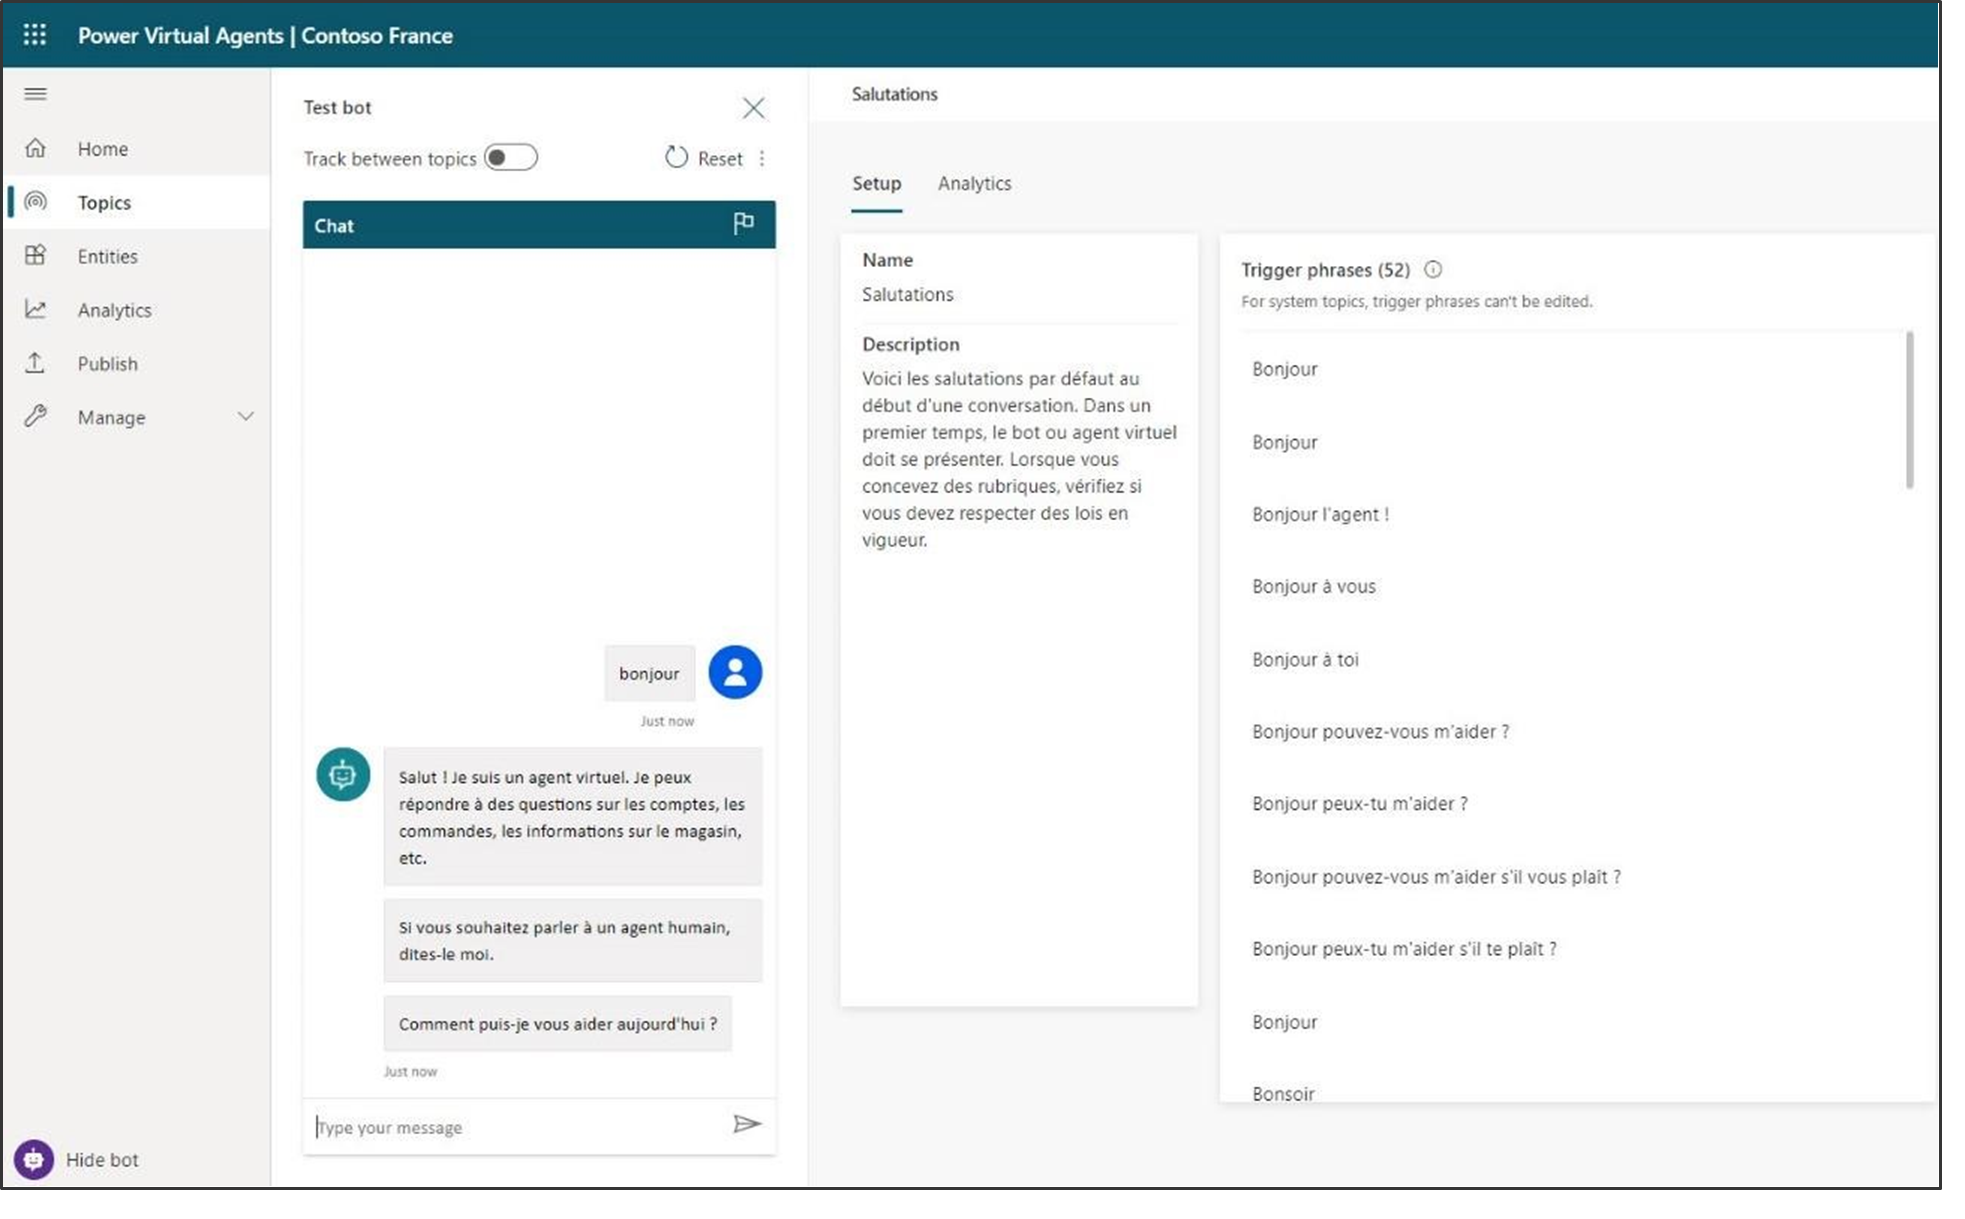 Power Virtual Agents | Contoso France
Home
Topics
Entities
Analytics
Publish
Manage
Hide bot
Test bot
Track between topics
Reset
Chat
bonjour
Just now
Salut ! Je suis un agent virtuel. Je peux
répondre à des questions sur les comptes, les
commandes, les informations sur le magasin,
etc.
Si vous souhaitez parler à un agent humain,
dites-le moi.
Comment puis-je vous aider aujourd'hui ?
Just now
Type your message
Salutations
Setup
Analytics
Name
Salutations
Description
Voici les salutations par défaut au
début d'une conversation. Dans un
premier temps, le bot ou agent virtuel
doit se présenter. Lorsque vous
concevez des rubriques, vérifiez si
vous devez respecter des lois en
vigueur.
Trigger phrases (52)
For system topics, trigger phrases can't be edited.
Bonjour
Bonjour
Bonjour l'agent !
Bonjour à vous
Bonjour à toi
Bonjour pouvez-vous m'aider ?
Bonjour peux-tu m'aider ?
Bonjour pouvez-vous m'aider s'il vous plaît ?
Bonjour peux-tu m'aider s'il te plaît ?
Bonjour
Bonsoir